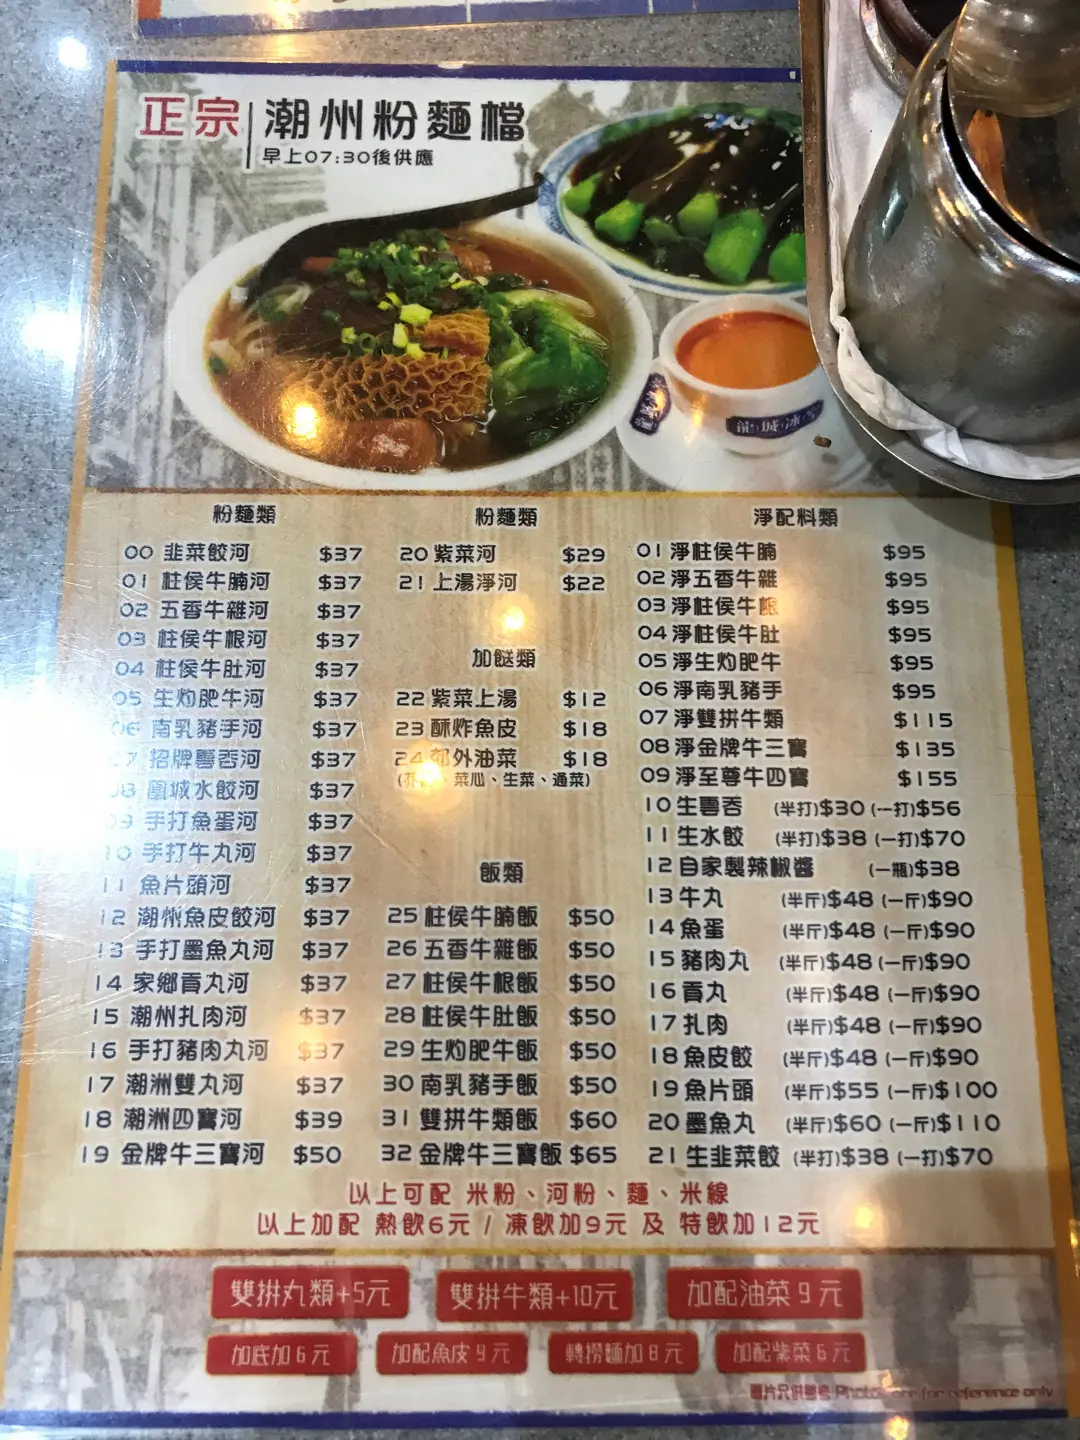 正宗 潮州粉麵檔
早上07:30後供應
龍城冰室
粉麵類
00 韭菜餃河 $37
01 柱侯牛腩河 $37
02 五香牛雜河 $37
03 柱侯牛根河 $37
04 柱侯牛肚河 $37
05 生灼肥牛河 $37
06 南乳豬手河 $37
07 招牌雲吞河 $37
08 鳳城水餃河 $37
09 手打魚蛋河 $37
10 手打牛丸河 $37
11 魚片頭河 $37
12 潮州魚皮餃河 $37
13 手打墨魚丸河 $37
14 家鄉貢丸河 $37
15 潮州扎肉河 $37
16 手打豬肉丸河 $37
17 潮洲雙丸河 $37
18 潮洲四寶河 $39
19 金牌牛三寶河 $50
粉麵類
20 紫菜河 $29
21 上湯淨河 $22
加餸類
22 紫菜上湯 $12
23 酥炸魚皮 $18
24 郊外油菜 $18
菜心、生菜、通菜)
飯類
25 柱侯牛腩飯 $50
26 五香牛雜飯 $50
27 柱侯牛根飯 $50
28 柱侯牛肚飯 $50
29 生灼肥牛飯 $50
30 南乳豬手飯 $50
31 雙拼牛類飯 $60
32 金牌牛三寶飯 $65
淨配料類
01 淨柱侯牛腩 $95
02 淨五香牛雜 $95
03 淨柱侯牛根 $95
04 淨柱侯牛肚 $95
05 淨生灼肥牛 $95
06 淨南乳豬手 $95
07 淨雙拼牛類 $115
08 淨金牌牛三寶 $135
09 淨至尊牛四寶 $155
10 生雲吞 (半打)$30 (一打)$56
11 生水餃 (半打)$38 (一打)$70
12 自家製辣椒醬 (一瓶)$38
13 牛丸 (半斤)$48 (一斤)$90
14 魚蛋 (半斤)$48 (一斤)$90
15 豬肉丸 (半斤)$48 (一斤)$90
16 貢丸 (半斤)$48 (一斤)$90
17 扎肉 (半斤)$48 (一斤)$90
18 魚皮餃 (半斤)$48 (一斤)$90
19 魚片頭 (半斤)$55 (一斤)$100
20 墨魚丸 (半斤)$60 (一斤)$110
21 生韭菜餃 (半打)$38 (一打)$70
以上可配 米粉、河粉、麵、米線
以上加配 熱飲6元 / 凍飲加9元 及 特飲加12元
雙拼丸類+5元
雙拼牛類+10元
加配油菜9元
加底加6元
加配魚皮9元
轉撈麵加8元
加配紫菜6元
圖片只供參考 Photos are for reference only